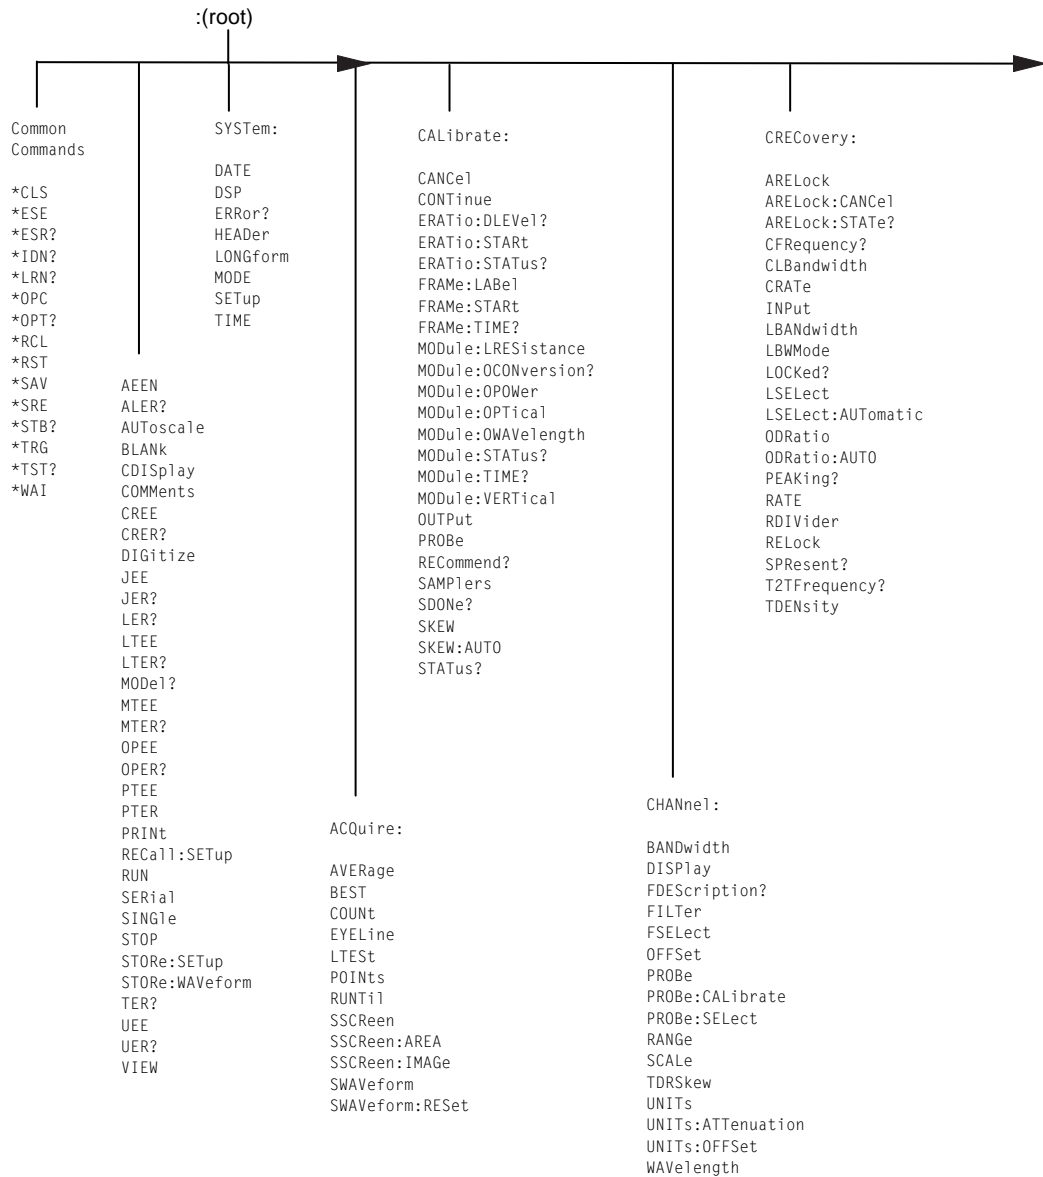 :(root)
Common
Commands
*CLS
*ESE
*ESR?
*IDN?
*LRN?
*OPC
*OPT?
*RCL
*RST
*SAV
*SRE
*STB?
*TRG
*TST?
*WAI
AEEN
ALER?
AUToscale
BLANk
CDISplay
COMMents
CREE
CRER?
DIGitize
JEE
JER?
LER?
LTEE
LTER?
MODel?
MTEE
MTER?
OPEE
OPER?
PTEE
PTER
PRINt
RECall:SETup
RUN
SERial
SINGle
STOP
STORe:SETup
STORe:WAVeform
TER?
UEE
UER?
VIEW
SYSTem:
DATE
DSP
ERRor?
HEADer
LONGform
MODE
SETup
TIME
ACQuire:
AVERage
BEST
COUNt
EYELine
LTESt
POINts
RUNTil
SSCReen
SSCReen:AREA
SSCReen:IMAGe
SWAVeform
SWAVeform:RESet
CALibrate:
CANCel
CONTinue
ERATio:DLEVel?
ERATio:STARt
ERATio:STATus?
FRAMe:LABel
FRAMe:STARt
FRAMe:TIME?
MODule:LRESistance
MODule:OCONversion?
MODule:OPOWer
MODule:OPTical
MODule:OWAVelength
MODule:STATus?
MODule:TIME?
MODule:VERTical
OUTPut
PROBe
RECommend?
SAMPlers
SDONe?
SKEW
SKEW:AUTO
STATus?
CHANnel:
BANDwidth
DISPlay
FDEScription?
FILTer
FSELect
OFFSet
PROBe
PROBe:CALibrate
PROBe:SELect
RANGe
SCALe
TDRSkew
UNITs
UNITs:ATTenuation
UNITs:OFFSet
WAVelength
CRECovery:
ARELock
ARELock:CANCel
ARELock:STATe?
CFRequency?
CLBandwidth
CRATe
INPut
LBANdwidth
LBWMode
LOCKed?
LSELect
LSELect:AUTomatic
ODRatio
ODRatio:AUTO
PEAKing?
RATE
RDIVider
RELock
SPResent?
T2TFrequency?
TDENsity